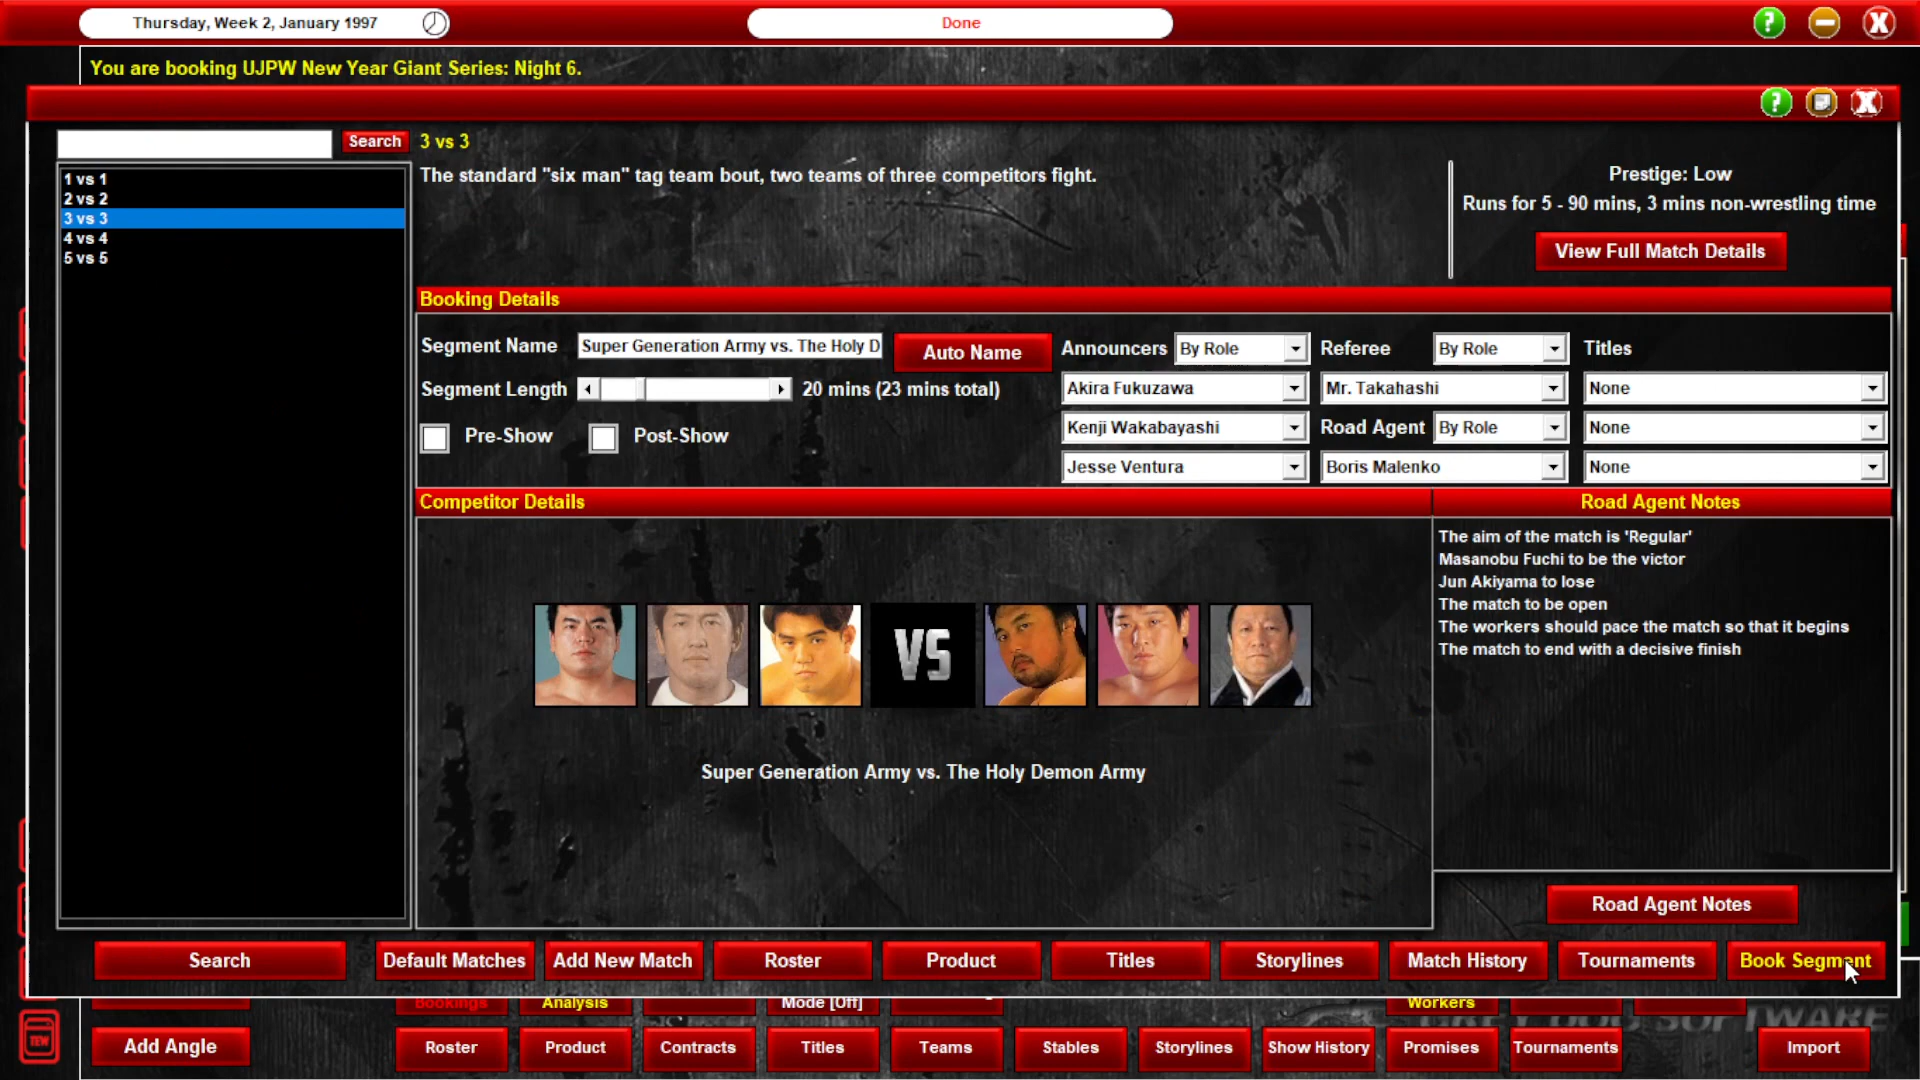 Thursday, Week 2, January 1997
Done
You are booking UJPW New Year Giant Series: Night 6.
Search
3 vs 3
1 vs 1
2 vs 2
3 vs 3
4 vs 4
5 vs 5
The standard "six man" tag team bout, two teams of three competitors fight.
Prestige: Low
Runs for 5 - 90 mins, 3 mins non-wrestling time
View Full Match Details
Booking Details
Segment Name
Super Generation Army vs. The Holy D
Auto Name
Segment Length
20 mins (23 mins total)
Pre-Show
Post-Show
Announcers
By Role
Akira Fukuzawa
Kenji Wakabayashi
Jesse Ventura
Referee
By Role
Mr. Takahashi
Road Agent
By Role
Boris Malenko
Titles
None
None
None
Competitor Details
VS
Super Generation Army vs. The Holy Demon Army
Road Agent Notes
The aim of the match is 'Regular'
Masanobu Fuchi to be the victor
Jun Akiyama to lose
The match to be open
The workers should pace the match so that it begins
The match to end with a decisive finish
Road Agent Notes
Search
Default Matches
Add New Match
Roster
Product
Titles
Storylines
Match History
Tournaments
Book Segment
Bookings
Analysis
Mode [Off]
Workers
GREY DOG SOFTWARE
TEW
Add Angle
Roster
Product
Contracts
Titles
Teams
Stables
Storylines
Show History
Promises
Tournaments
Import